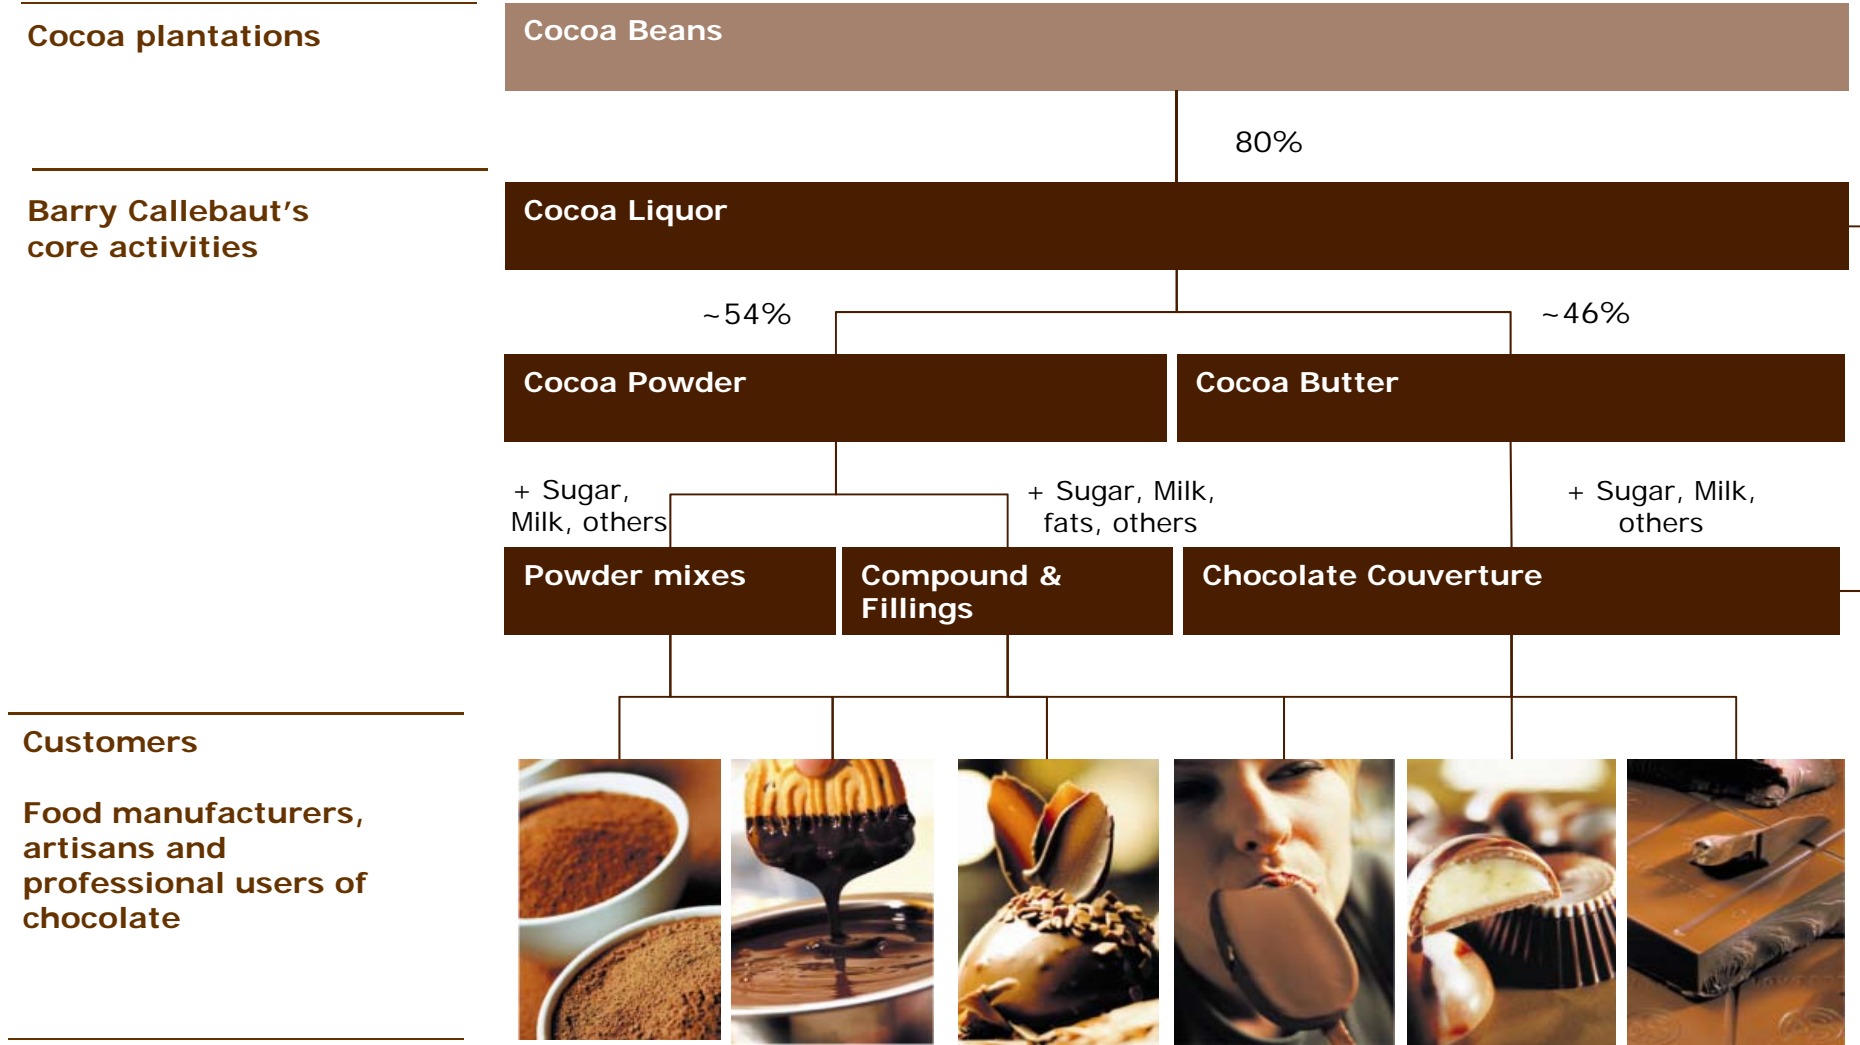 Cocoa plantations
Cocoa Beans
80%
Barry Callebaut's
core activities
Cocoa Liquor
~54%
~46%
Cocoa Powder
Cocoa Butter
+ Sugar,
Milk, others
+ Sugar, Milk,
fats, others
+ Sugar, Milk,
others
Powder mixes
Compound &
Fillings
Chocolate Couverture
Customers
Food manufacturers,
artisans and
professional users of
chocolate